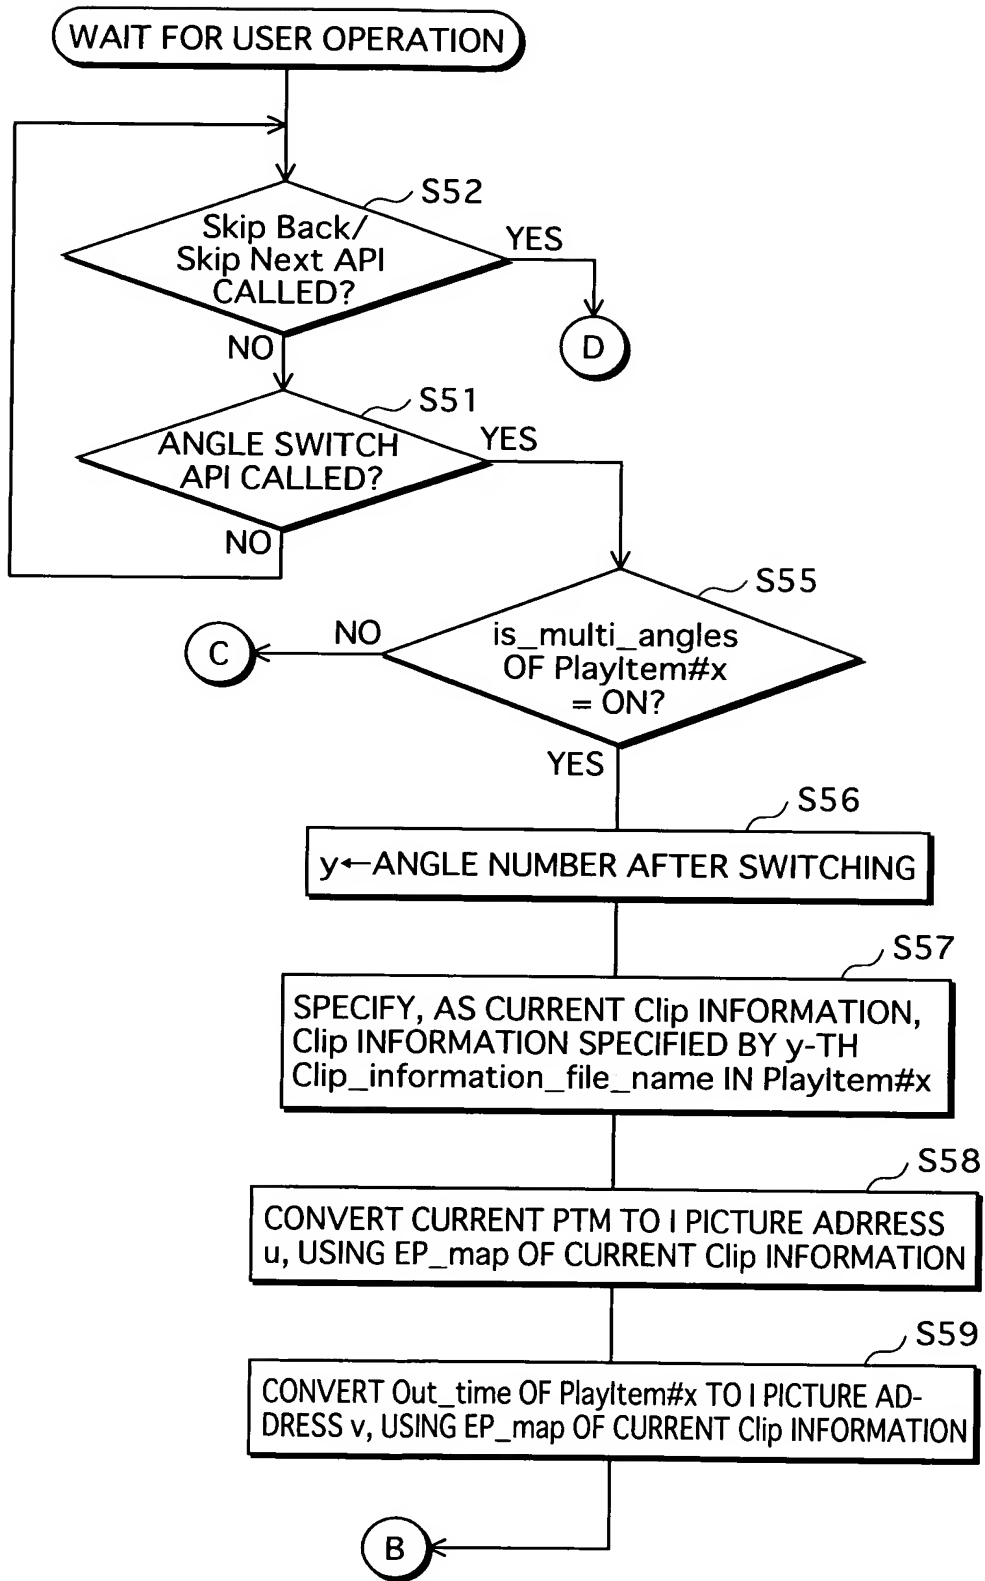 WAIT FOR USER OPERATION
S52
Skip Back/
Skip Next API
CALLED?
YES
D
NO
S51
ANGLE SWITCH
API CALLED?
YES
NO
S55
is_multi_angles
OF PlayItem#x
= ON?
NO
C
YES
S56
y←ANGLE NUMBER AFTER SWITCHING
S57
SPECIFY, AS CURRENT Clip INFORMATION,
Clip INFORMATION SPECIFIED BY y-TH
Clip_information_file_name IN PlayItem#x
S58
CONVERT CURRENT PTM TO I PICTURE ADRRESS
u, USING EP_map OF CURRENT Clip INFORMATION
S59
CONVERT Out_time OF PlayItem#x TO I PICTURE AD-
DRESS v, USING EP_map OF CURRENT Clip INFORMATION
B